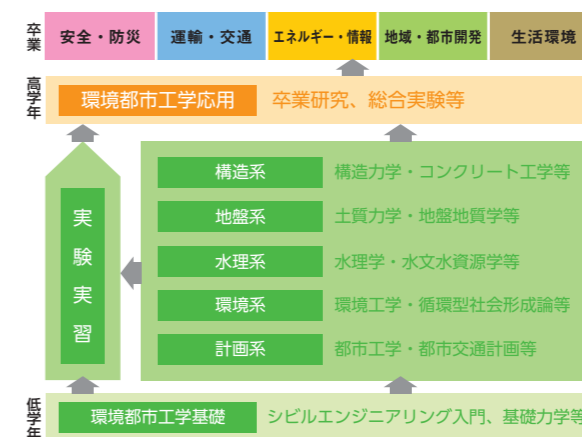 卒業
安全・防災
運輸・交通
エネルギー・情報
地域・都市開発
生活環境
高学年
環境都市工学応用
卒業研究、総合実験等
実験実習
構造系
構造力学・コンクリート工学等
地盤系
土質力学・地盤地質学等
水理系
水理学・水文水資源学等
環境系
環境工学・循環型社会形成論等
計画系
都市工学・都市交通計画等
低学年
環境都市工学基礎
シビルエンジニアリング入門、基礎力学等